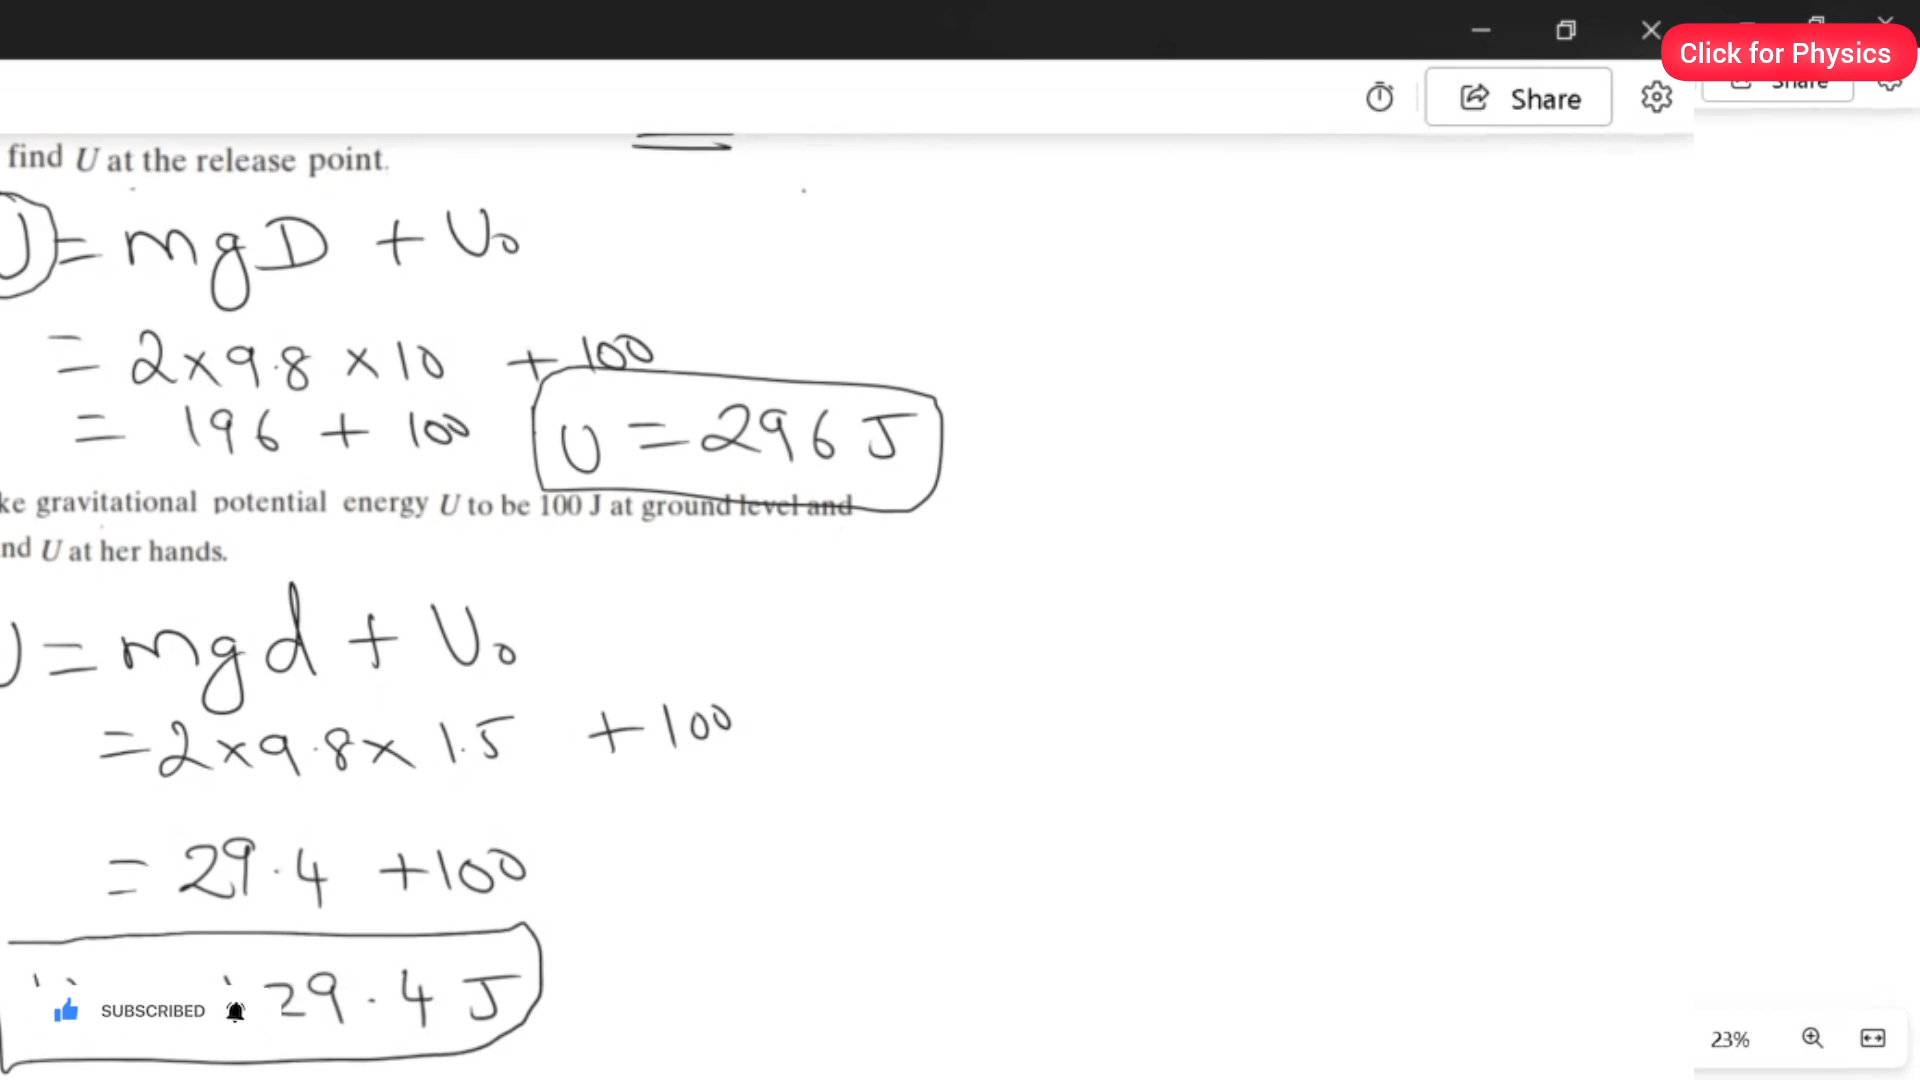 Click for Physics
Share
Share
find U at the release point.
U = mgD + U₀
= 2 × 9.8 × 10 + 100
= 196 + 100
U = 296 J
ke gravitational potential energy U to be 100 J at ground level and
nd U at her hands.
U = mgd + U₀
= 2 × 9.8 × 1.5 + 100
= 29.4 + 100
29.4 J
SUBSCRIBED
23%